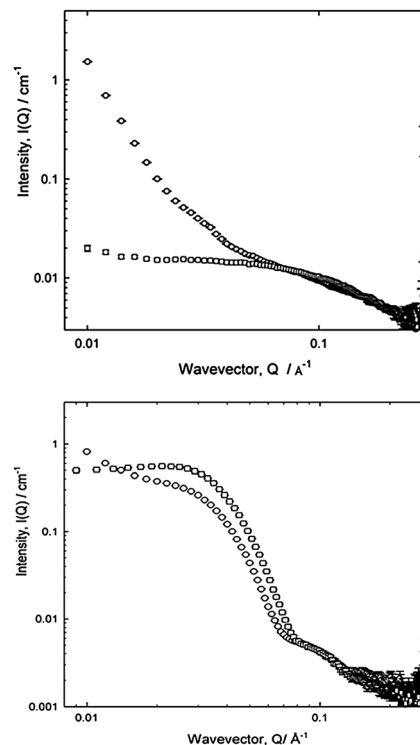 Intensity, I(Q) / cm-1
1
0.1
0.01
0.01
0.1
Wavevector, Q / Å-1
Intensity, I(Q) / cm-1
1
0.1
0.01
0.001
0.01
0.1
Wavevector, Q/ Å-1